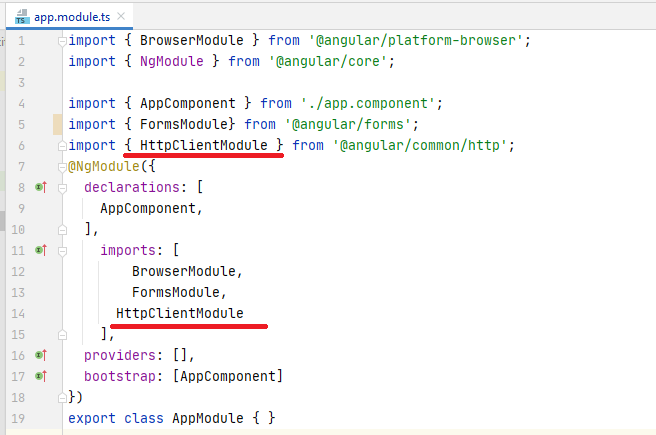 app.module.ts
1 import { BrowserModule } from '@angular/platform-browser';
2 import { NgModule } from '@angular/core';
3
4 import { AppComponent } from './app.component';
5 import { FormsModule} from '@angular/forms';
6 import { HttpClientModule } from '@angular/common/http';
7 @NgModule({
8 declarations: [
9 AppComponent,
10 ],
11 imports: [
12 BrowserModule,
13 FormsModule,
14 HttpClientModule
15 ],
16 providers: [],
17 bootstrap: [AppComponent]
18 })
19 export class AppModule { }